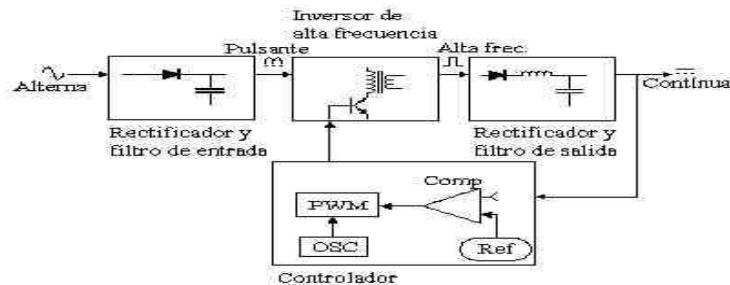 Inversor de
alta frecuencia
Pulsante
Alta frec.
Alterna
Contínua
Rectificador y
filtro de entrada
Rectificador y
filtro de salida
Comp
PWM
OSC
Ref
Controlador